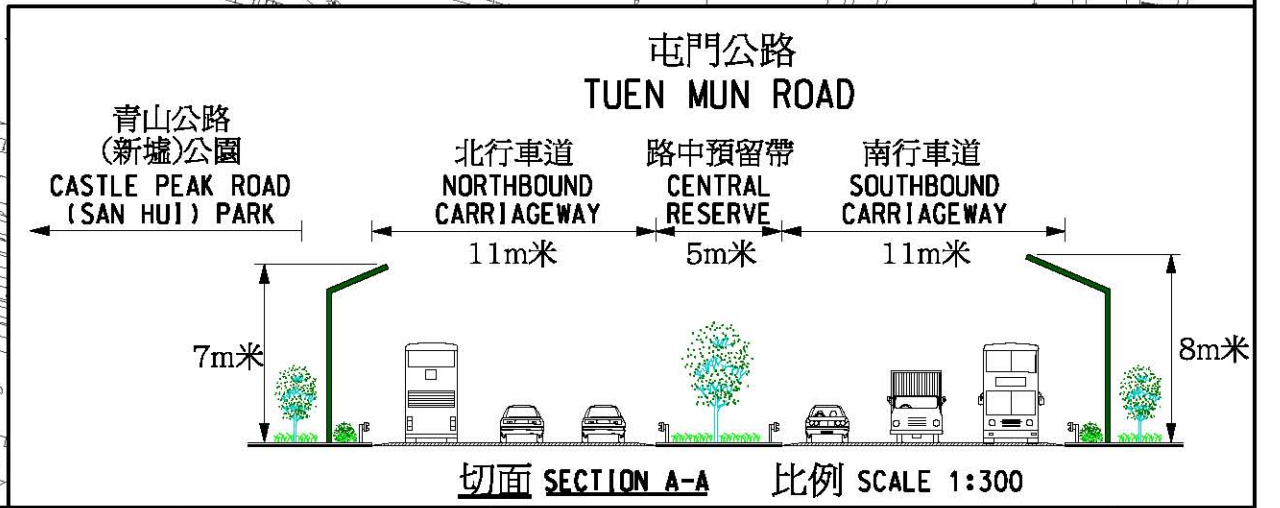 屯門公路
TUEN MUN ROAD
青山公路
(新墟)公園
CASTLE PEAK ROAD
(SAN HUI) PARK
北行車道
NORTHBOUND
CARRIAGEWAY
11m米
路中預留帶
CENTRAL
RESERVE
5m米
南行車道
SOUTHBOUND
CARRIAGEWAY
11m米
7m米
8m米
切面 SECTION A-A 比例 SCALE 1:300